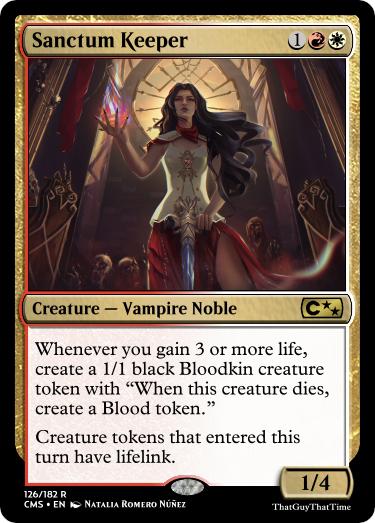 Sanctum Keeper 1
Creature — Vampire Noble
C
Whenever you gain 3 or more life,
create a 1/1 black Bloodkin creature
token with “When this creature dies,
create a Blood token.”
Creature tokens that entered this
turn have lifelink.
1/4
126/182 R
CMS • EN Natalia Romero Núñez
ThatGuyThatTime